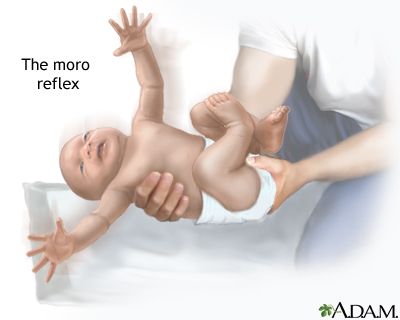 The moro
reflex
A.D.A.M.